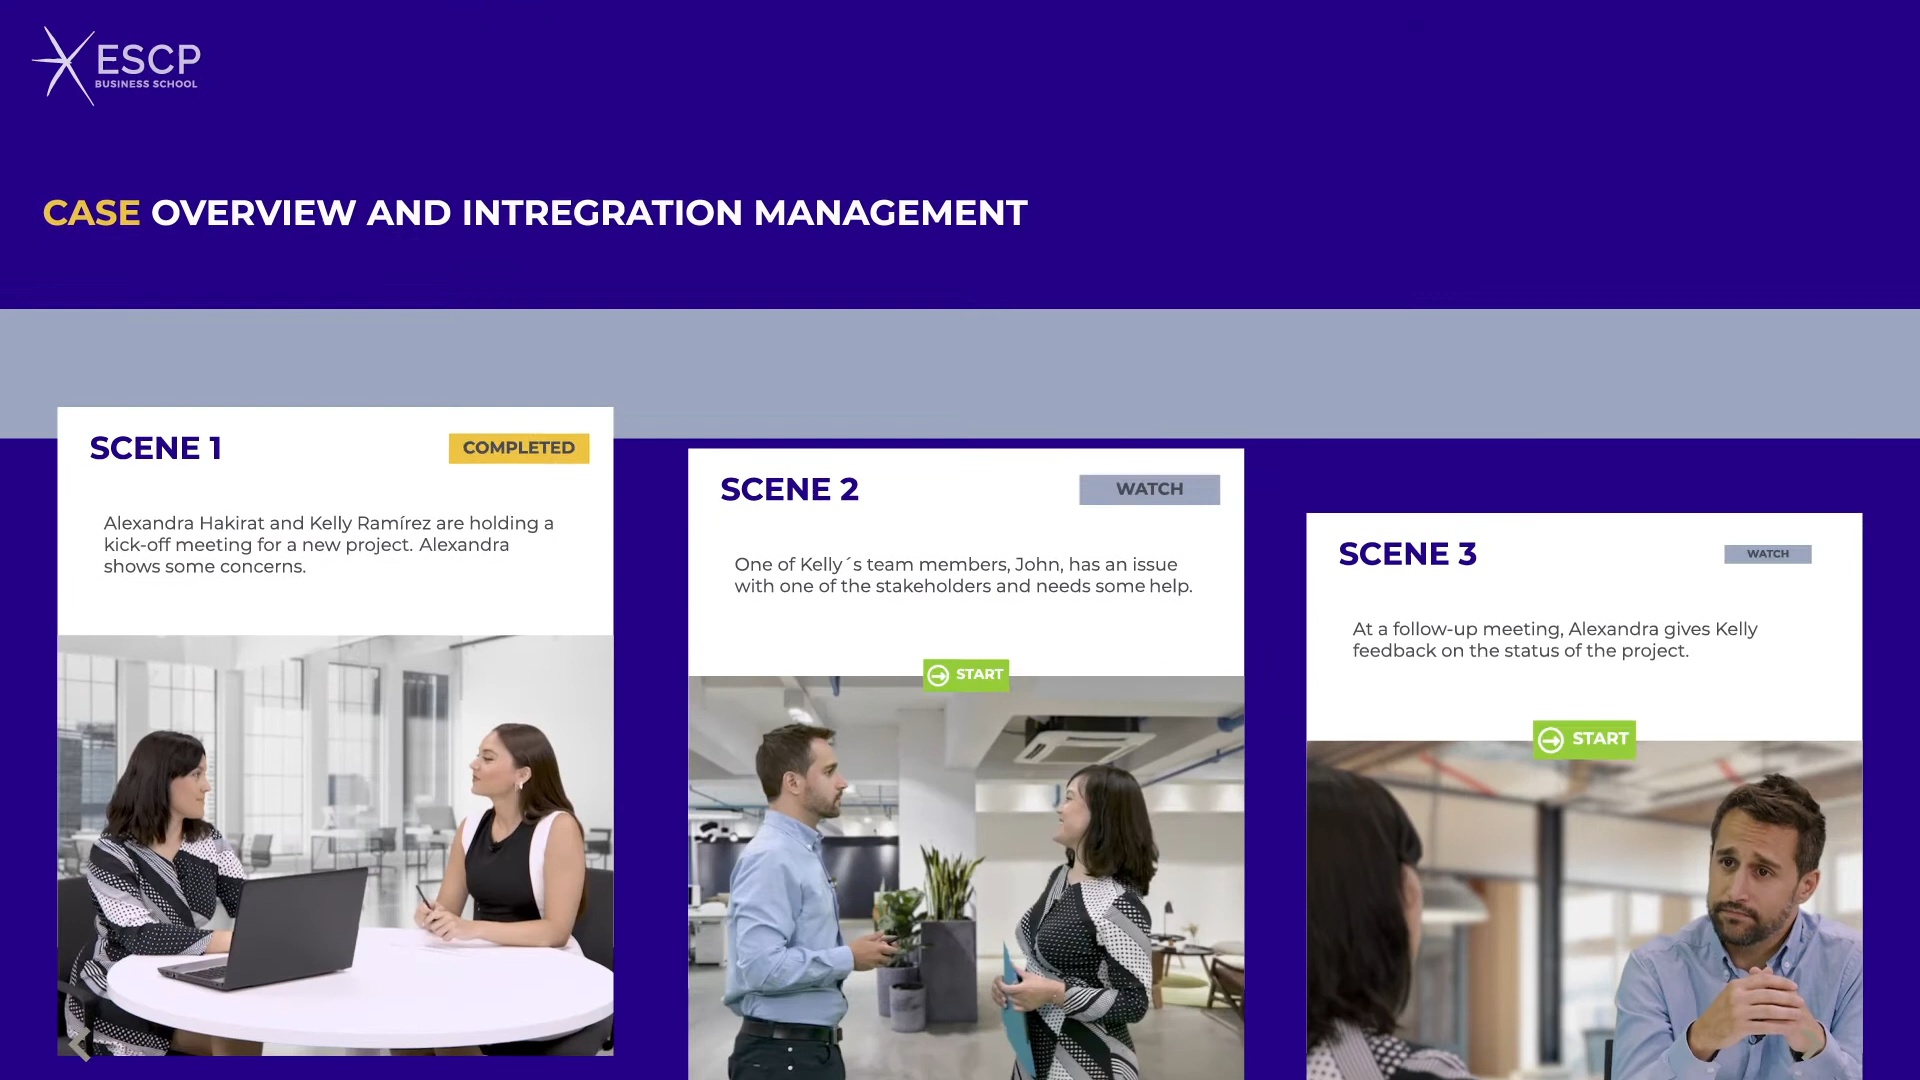 ESCP
BUSINESS SCHOOL
CASE OVERVIEW AND INTREGRATION MANAGEMENT
SCENE 1
COMPLETED
Alexandra Hakirat and Kelly Ramírez are holding a
kick-off meeting for a new project. Alexandra
shows some concerns.
SCENE 2
WATCH
One of Kelly´s team members, John, has an issue
with one of the stakeholders and needs some help.
START
SCENE 3
WATCH
At a follow-up meeting, Alexandra gives Kelly
feedback on the status of the project.
START